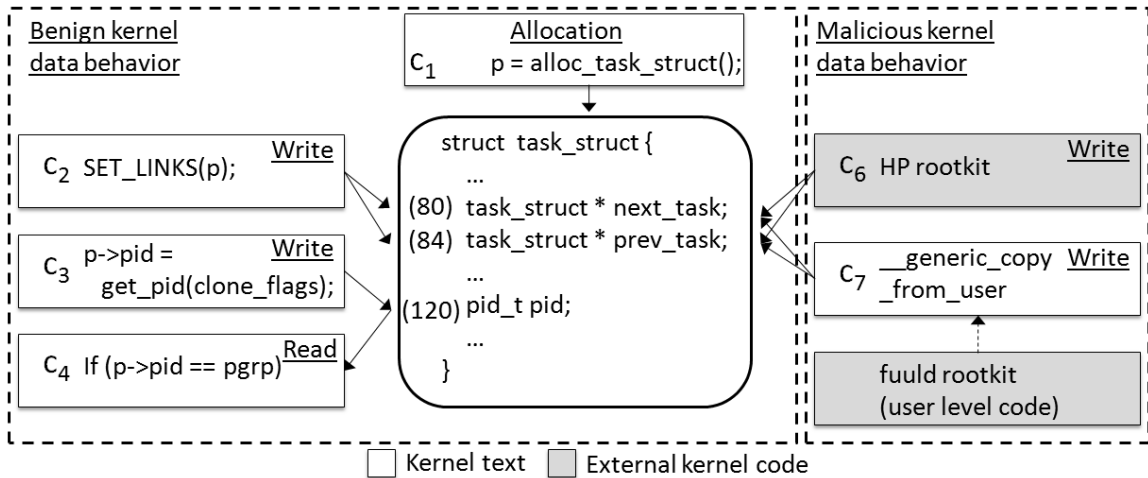 Benign kernel
data behavior
Allocation
C1 p = alloc_task_struct();
Malicious kernel
data behavior
C2 SET_LINKS(p); Write
C3 p->pid = Write
get_pid(clone_flags);
C4 If (p->pid == pgrp) Read
struct task_struct {
...
(80) task_struct * next_task;
(84) task_struct * prev_task;
...
(120) pid_t pid;
...
}
C6 HP rootkit Write
C7 __generic_copy Write
_from_user
fuuld rootkit
(user level code)
Kernel text
External kernel code